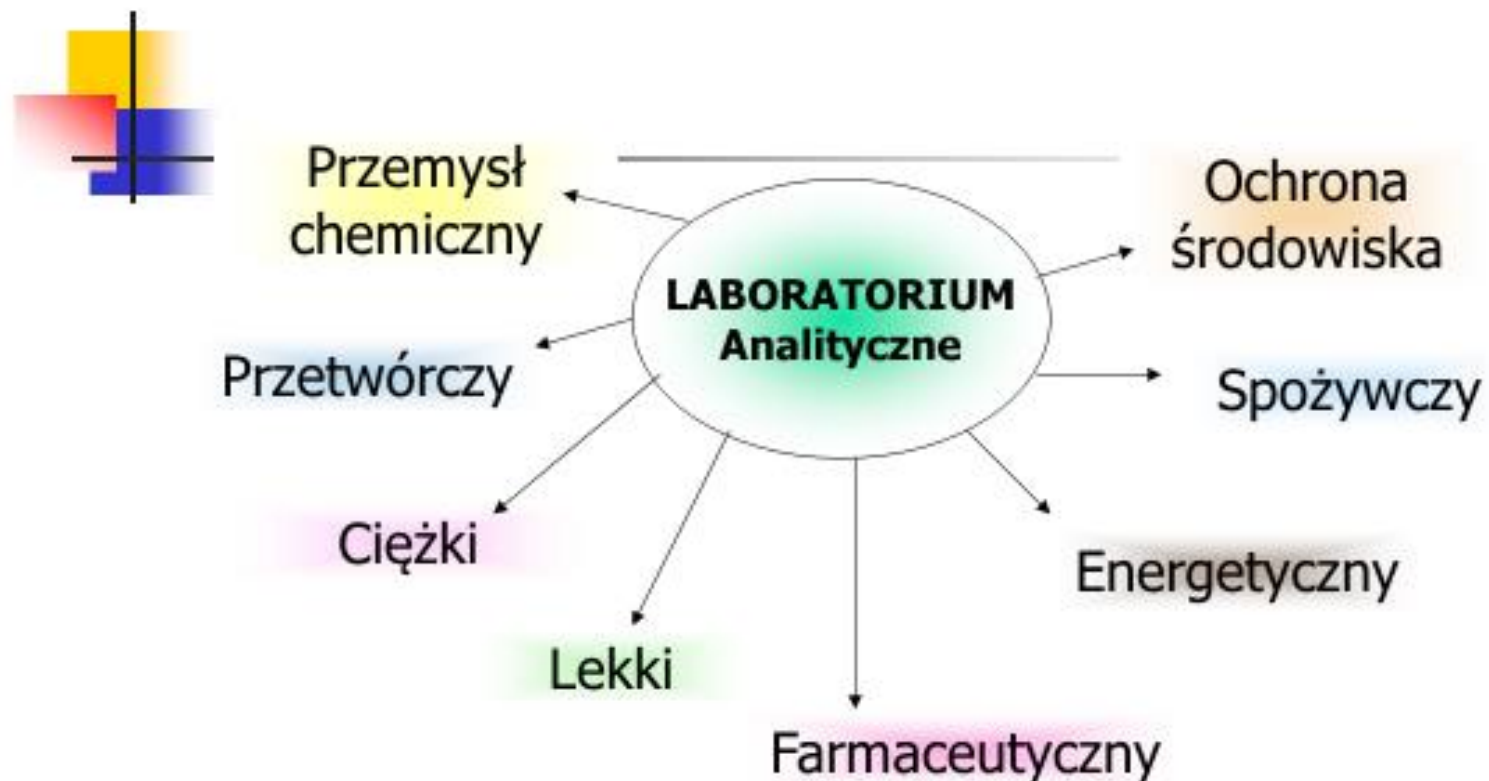 Przemysł
chemiczny
Ochrona
środowiska
LABORATORIUM
Analityczne
Przetwórczy
Spożywczy
Ciężki
Energetyczny
Lekki
Farmaceutyczny